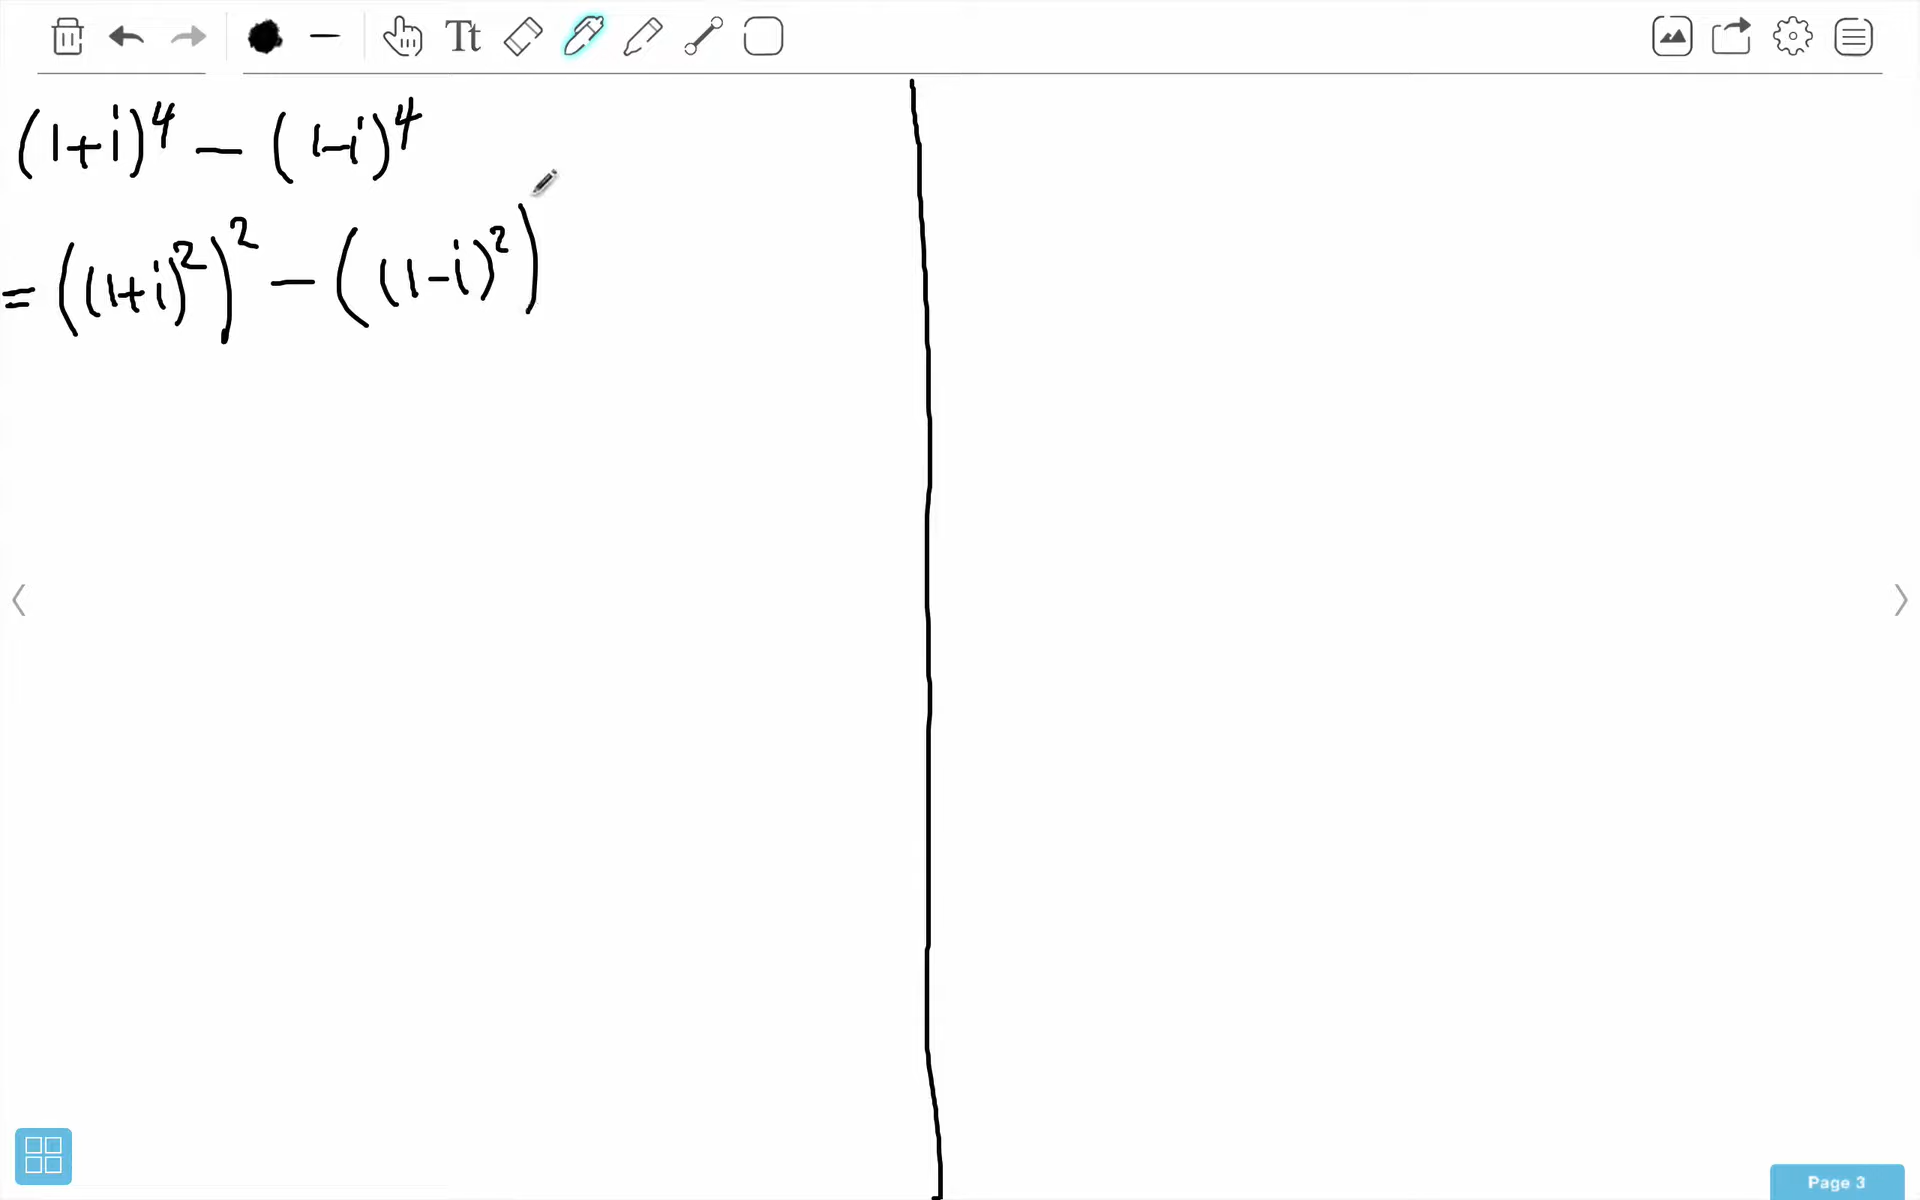 Tt
(1+i)⁴ — (1-i)⁴
= ((1+i)²)² — ((1-i)²)
Page 3